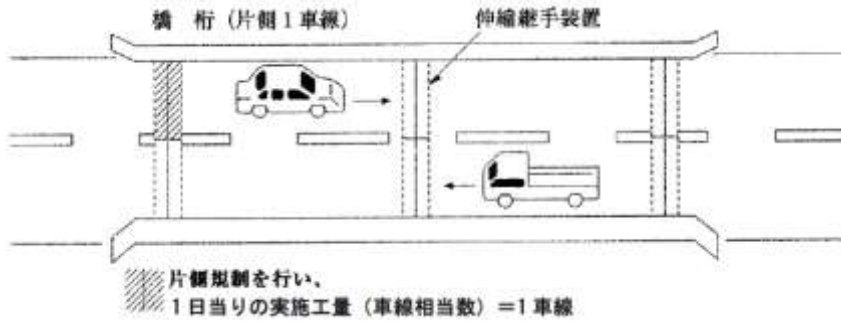 橋 桁（片側1車線）
伸縮継手装置
片側規制を行い、
1日当りの実施工量（車線相当数）＝1車線